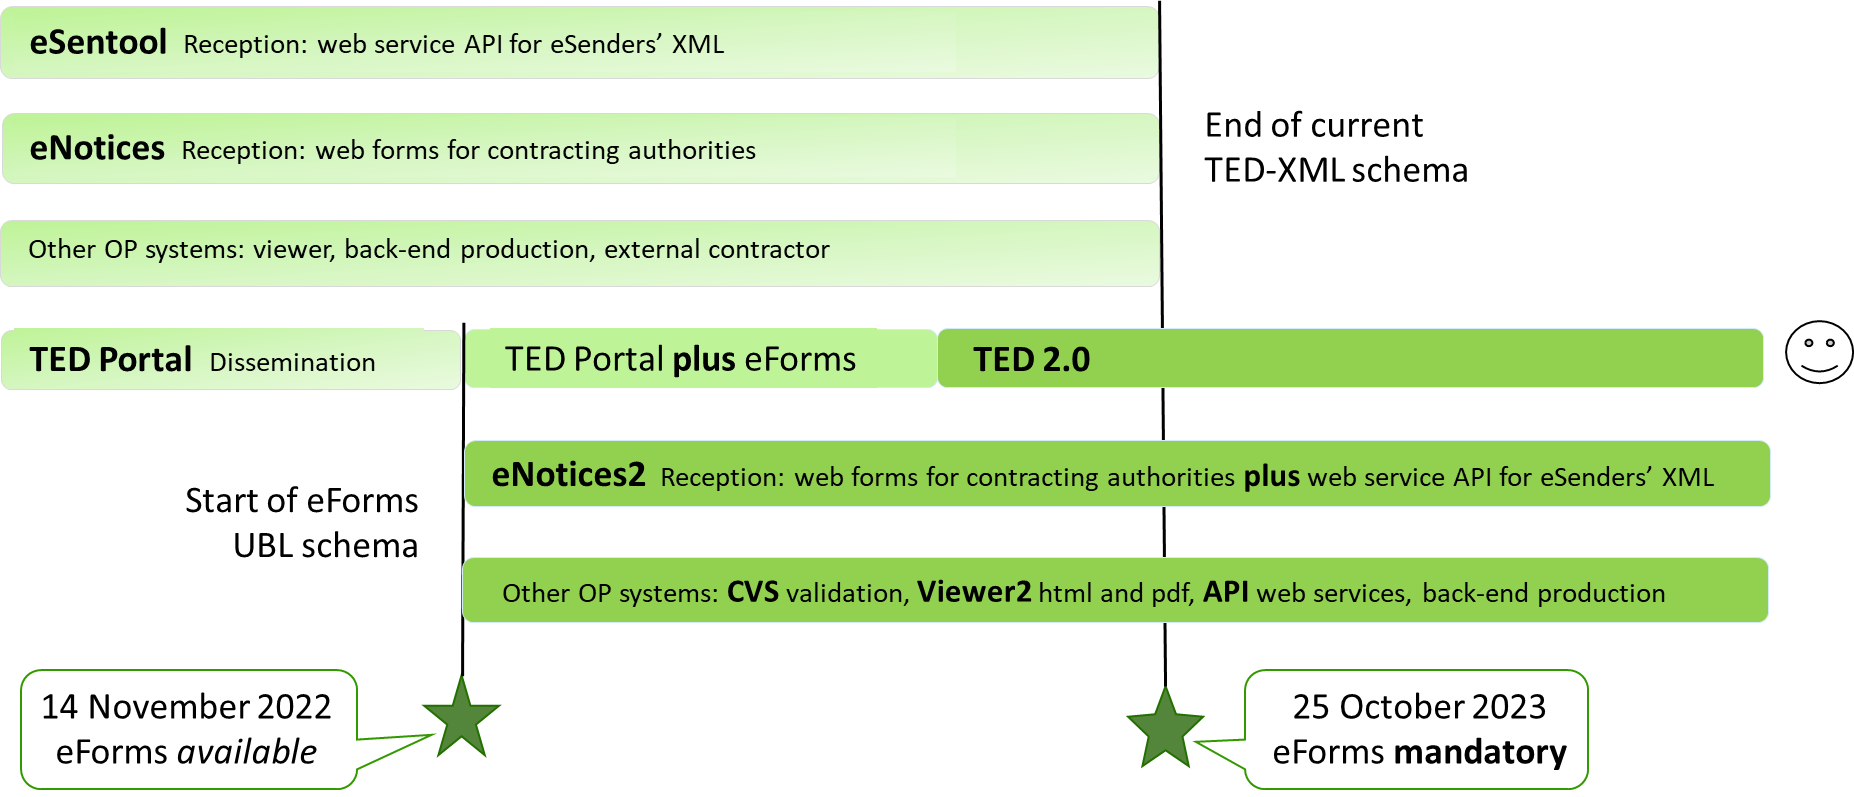 eSentool Reception: web service API for eSenders’ XML
eNotices Reception: web forms for contracting authorities
End of current
TED-XML schema
Other OP systems: viewer, back-end production, external contractor
TED Portal Dissemination
TED Portal plus eForms
TED 2.0
eNotices2 Reception: web forms for contracting authorities plus web service API for eSenders’ XML
Start of eForms
UBL schema
Other OP systems: CVS validation, Viewer2 html and pdf, API web services, back-end production
14 November 2022
eForms available
25 October 2023
eForms mandatory